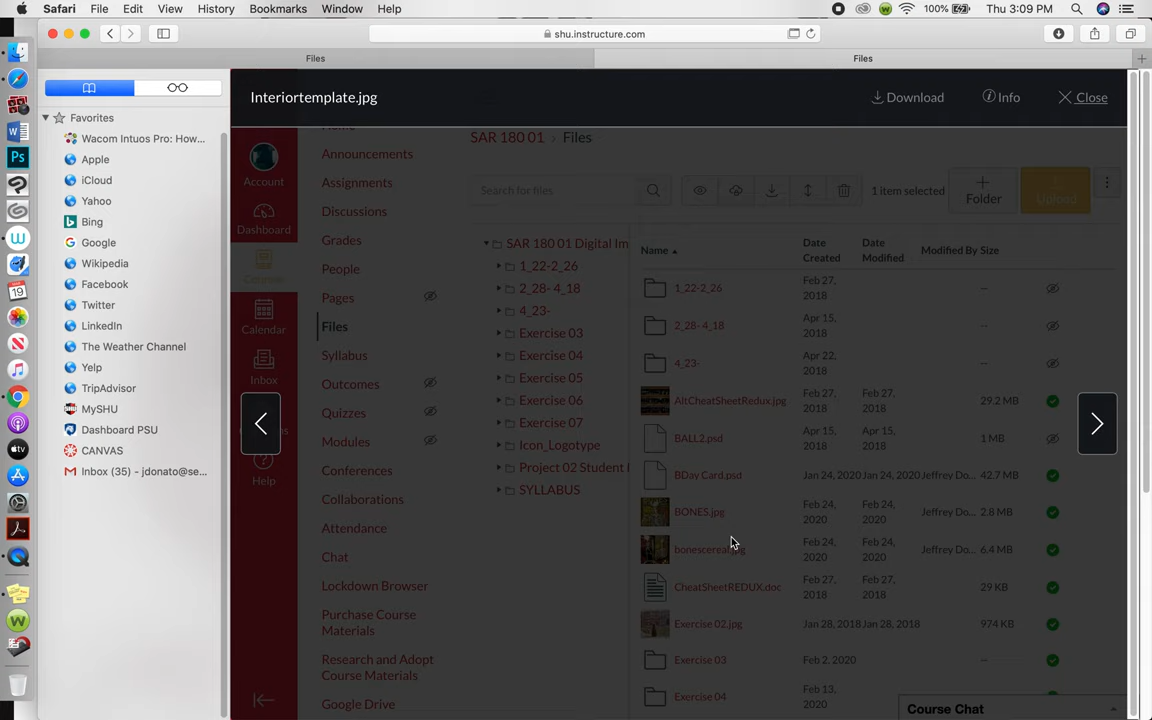 Safari File Edit View History Bookmarks Window Help 100% Thu 3:09 PM
shu.instructure.com
Files Files
Favorites
Wacom Intuos Pro: How...
Apple
iCloud
Yahoo
Bing
Google
Wikipedia
Facebook
Twitter
LinkedIn
The Weather Channel
Yelp
TripAdvisor
MySHU
Dashboard PSU
CANVAS
Inbox (35) - jdonato@se...
Interiortemplate.jpg Download Info Close
Account
Dashboard
Calendar
Inbox
Help
Announcements
Assignments
Discussions
Grades
People
Pages
Files
Syllabus
Outcomes
Quizzes
Modules
Conferences
Collaborations
Attendance
Chat
Lockdown Browser
Purchase Course
Materials
Research and Adopt
Course Materials
Google Drive
SAR 180 01 › Files
Search for files 1 item selected + Folder Upload
SAR 180 01 Digital Im
1_22-2_26
2_28- 4_18
4_23-
Exercise 03
Exercise 04
Exercise 05
Exercise 06
Exercise 07
Icon_Logotype
Project 02 Student I
SYLLABUS
Name Date Created Date Modified Modified By Size
1_22-2_26 Feb 27, 2018 --
2_28- 4_18 Apr 15, 2018 --
4_23- Apr 22, 2018 --
AltCheatSheetRedux.jpg Feb 27, 2018 Feb 27, 2018 29.2 MB
BALL2.psd Apr 15, 2018 Apr 15, 2018 1 MB
BDay Card.psd Jan 24, 2020 Jan 24, 2020 Jeffrey Do... 42.7 MB
BONES.jpg Feb 24, 2020 Feb 24, 2020 Jeffrey Do... 2.8 MB
bonescereal.jpg Feb 24, 2020 Feb 24, 2020 Jeffrey Do... 6.4 MB
CheatSheetREDUX.doc Feb 27, 2018 Feb 27, 2018 29 KB
Exercise 02.jpg Jan 28, 2018 Jan 28, 2018 974 KB
Exercise 03 Feb 2, 2020 --
Exercise 04 Feb 13, 2020
Course Chat